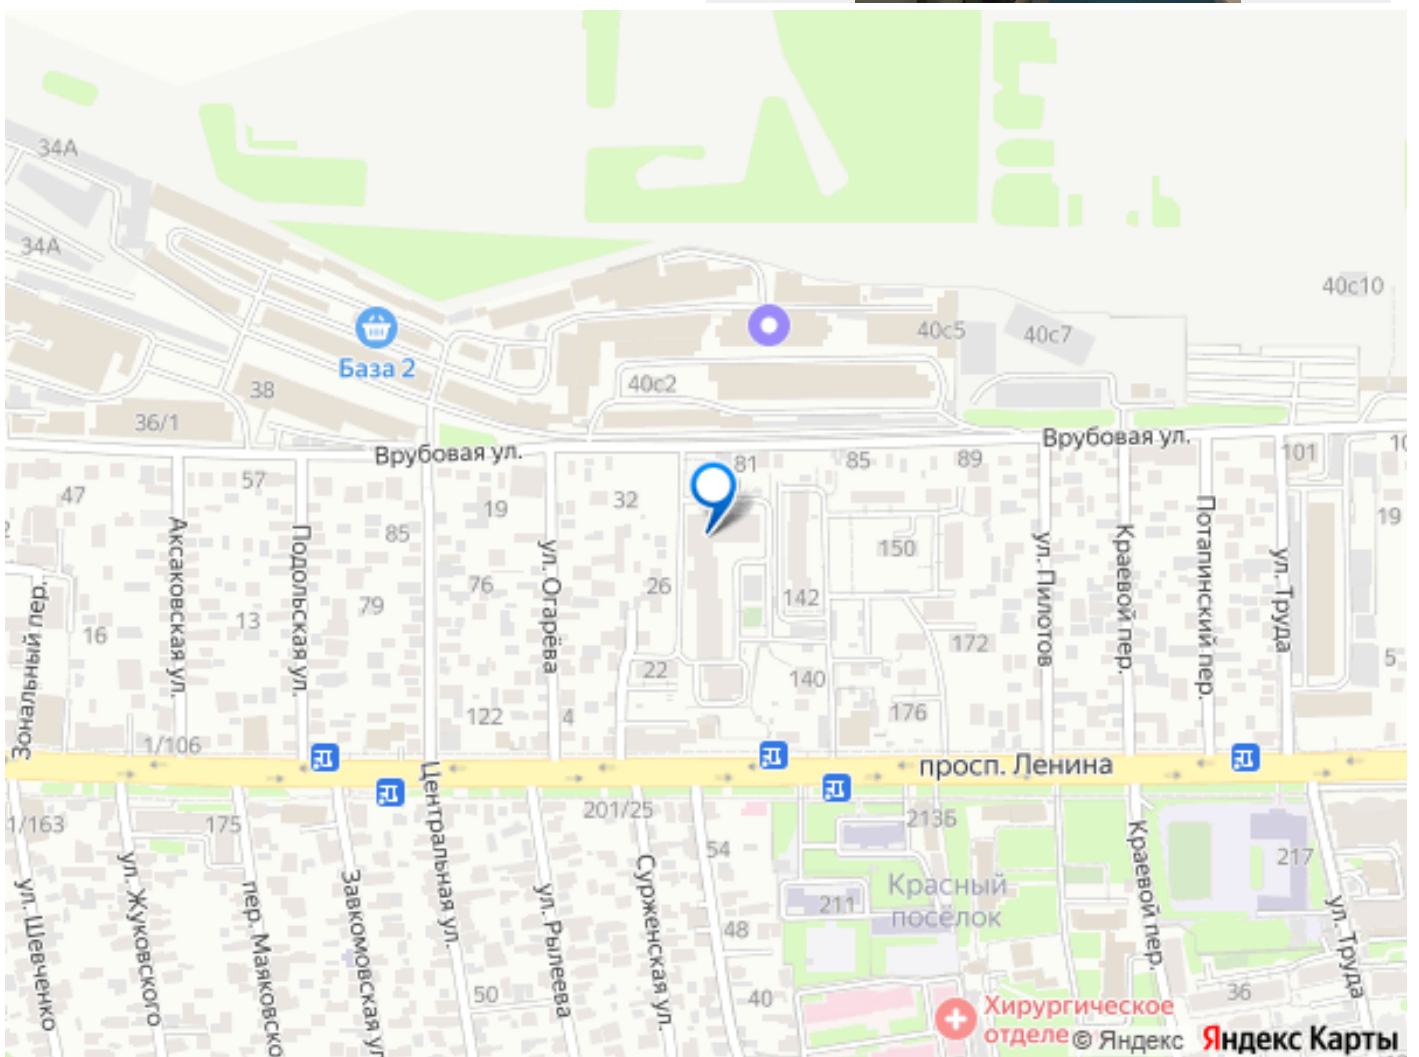 34А
34А
40с10
База 2
40с5
40с7
38
40с2
36/1
Врубовая ул.
Врубовая ул.
81
85
89
101
10
47
57
19
32
19
85
150
26
76
79
142
13
16
172
5
22
140
122
4
176
1/106
Зональный пер.
Аксаковская ул.
Подольская ул.
ул. Огарёва
ул. Пилотов
Краевой пер.
Потапинский пер.
ул. Труда
просп. Ленина
201/25
213Б
1/163
175
54
217
Красный
посёлок
211
48
50
40
36
ул. Шевченко
ул. Жуковского
пер. Маяковско
Завкомовская ул
Центральная ул.
ул. Рылеева
Сурженская ул.
Краевой пер.
ул. Труда
Хирургическое
отделе
© Яндекс Яндекс Карты